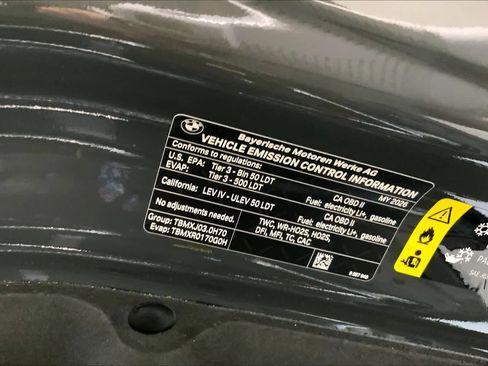 BMW
Bayerische Motoren Werke AG
VEHICLE EMISSION CONTROL INFORMATION
Conforms to regulations: MY 2026
U.S. EPA: Tier 3 - Bin 50 LDT CA OBD II
EVAP: Tier 3 - 500 LDT Fuel: electricity Li+, gasoline
California: LEV IV - ULEV 50 LDT CA OBD II
Fuel: electricity Li+, gasoline
No adjustments needed.
Group: TBMXJ03.0H70 TWC, WR-HO2S, HO2S,
Evap: TBMXR0170G0H DFI, MFI, TC, CAC